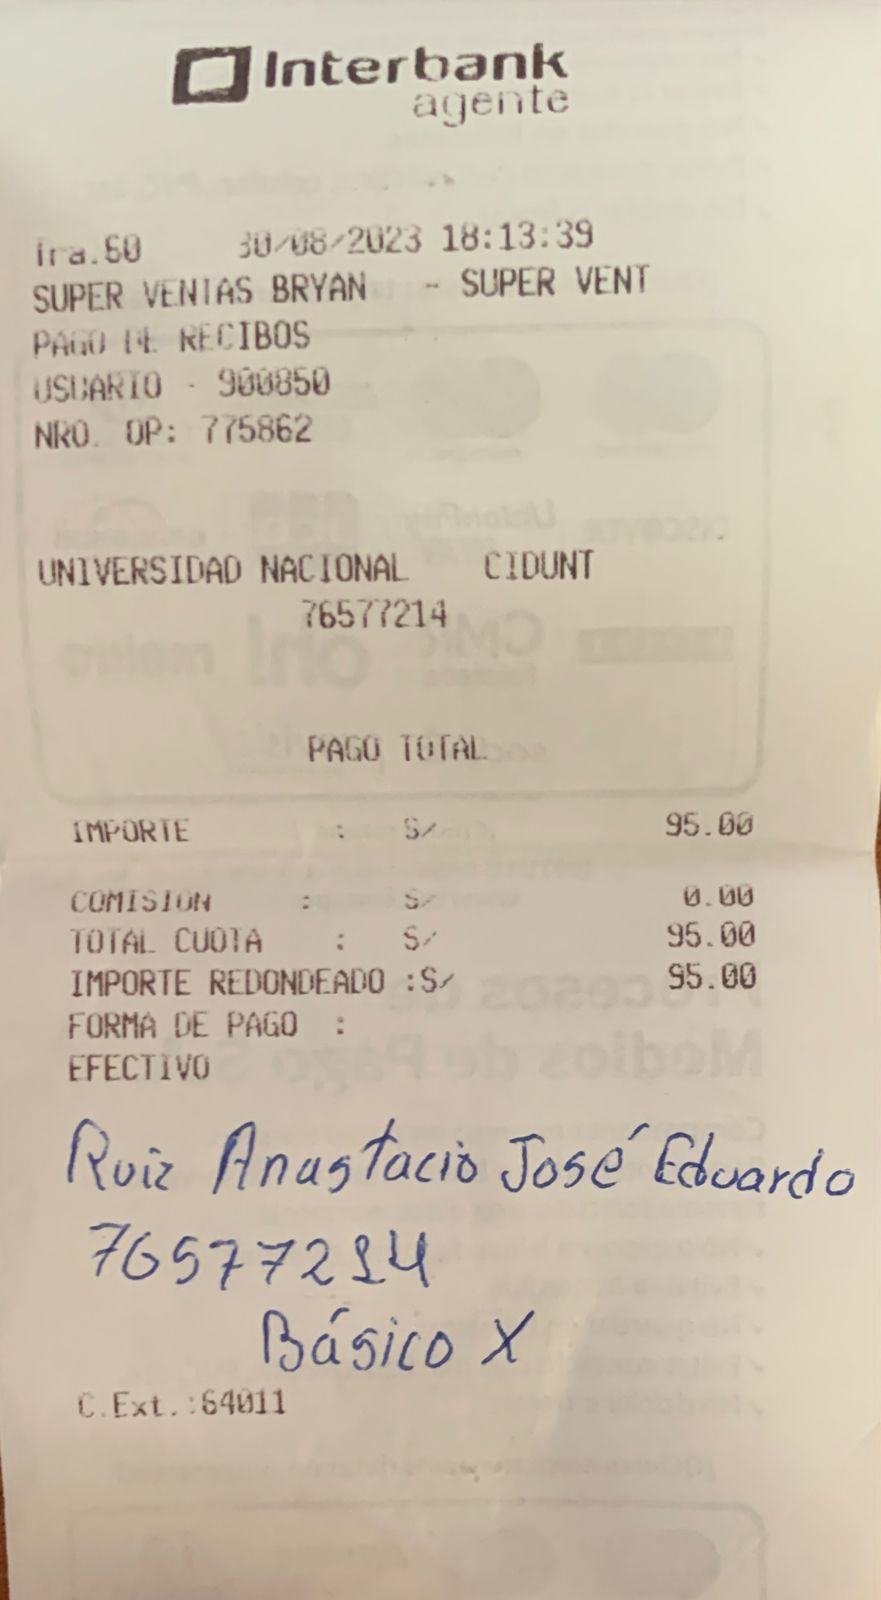 Interbank
agente
Tra.60 30/08/2023 18:13:39
SUPER VENTAS BRYAN - SUPER VENT
PAGO DE RECIBOS
USUARIO - 900850
NRO. OP: 775862
UNIVERSIDAD NACIONAL CIDUNT
76577214
PAGO TOTAL
IMPORTE : S/ 95.00
COMISION : S/ 0.00
TOTAL CUOTA : S/ 95.00
IMPORTE REDONDEADO :S/ 95.00
FORMA DE PAGO :
EFECTIVO
Ruiz Anastacio José Eduardo
76577214
Básico X
C.Ext.:64011